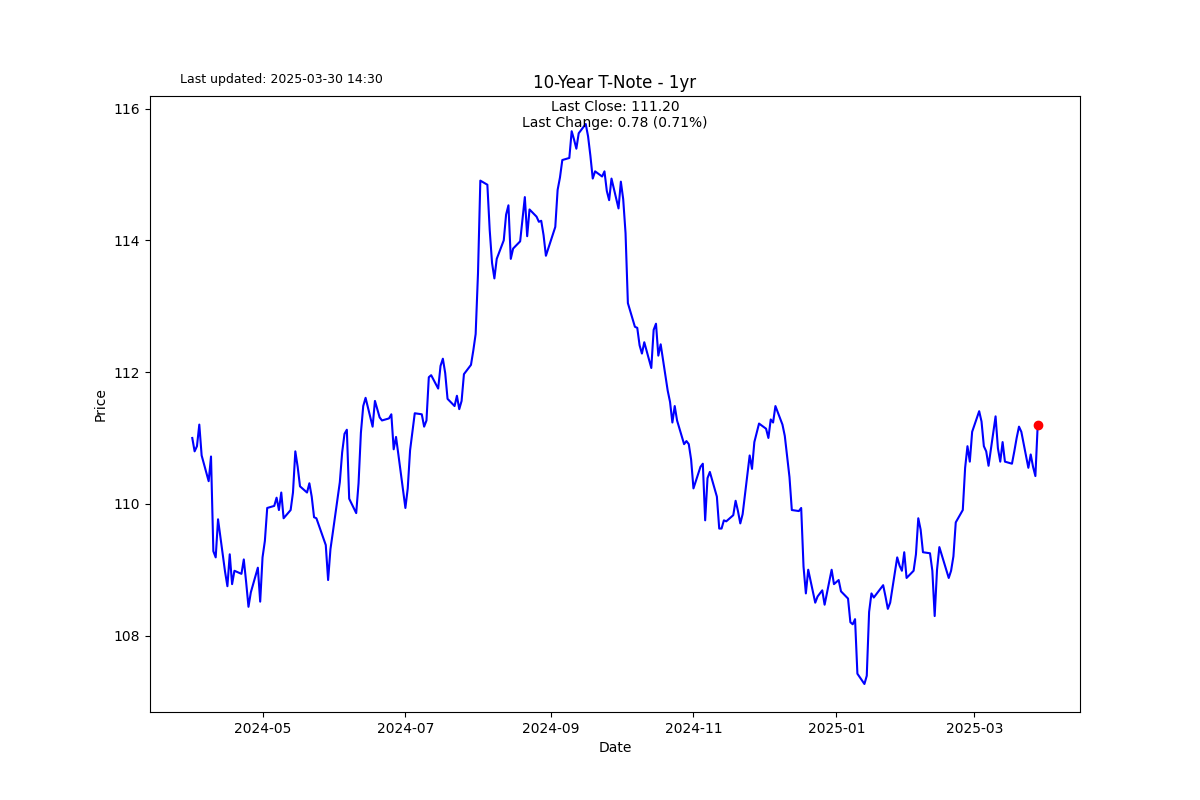 Last updated: 2025-03-30 14:30
10-Year T-Note - 1yr
Last Close: 111.20
Last Change: 0.78 (0.71%)
116
114
112
110
108
Price
2024-05
2024-07
2024-09
2024-11
2025-01
2025-03
Date